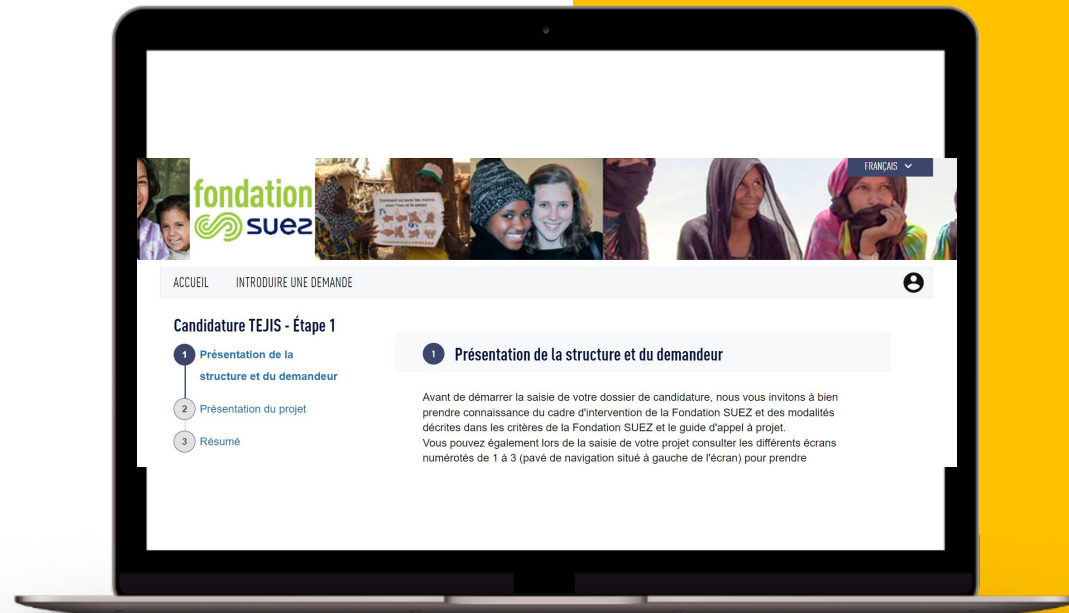 fondation
suez
FRANÇAIS
ACCUEIL INTRODUIRE UNE DEMANDE
Candidature TEJIS - Étape 1
1 Présentation de la
structure et du demandeur
2 Présentation du projet
3 Résumé
1 Présentation de la structure et du demandeur
Avant de démarrer la saisie de votre dossier de candidature, nous vous invitons à bien
prendre connaissance du cadre d'intervention de la Fondation SUEZ et des modalités
décrites dans les critères de la Fondation SUEZ et le guide d'appel à projet.
Vous pouvez également lors de la saisie de votre projet consulter les différents écrans
numérotés de 1 à 3 (pavé de navigation situé à gauche de l'écran) pour prendre